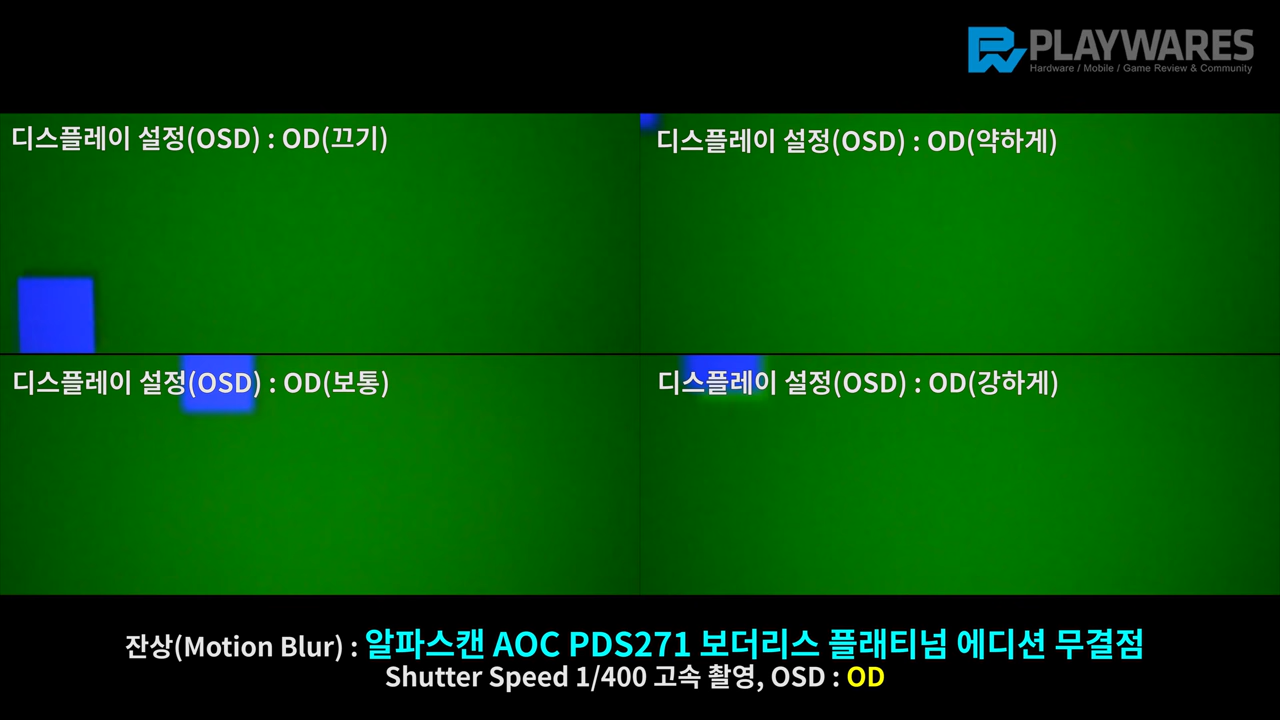 PLAYWARES
Hardware / Mobile / Game Review & Community
디스플레이 설정(OSD) : OD(끄기)
디스플레이 설정(OSD) : OD(약하게)
디스플레이 설정(OSD) : OD(보통)
디스플레이 설정(OSD) : OD(강하게)
잔상(Motion Blur) : 알파스캔 AOC PDS271 보더리스 플래티넘 에디션 무결점
Shutter Speed 1/400 고속 촬영, OSD : OD